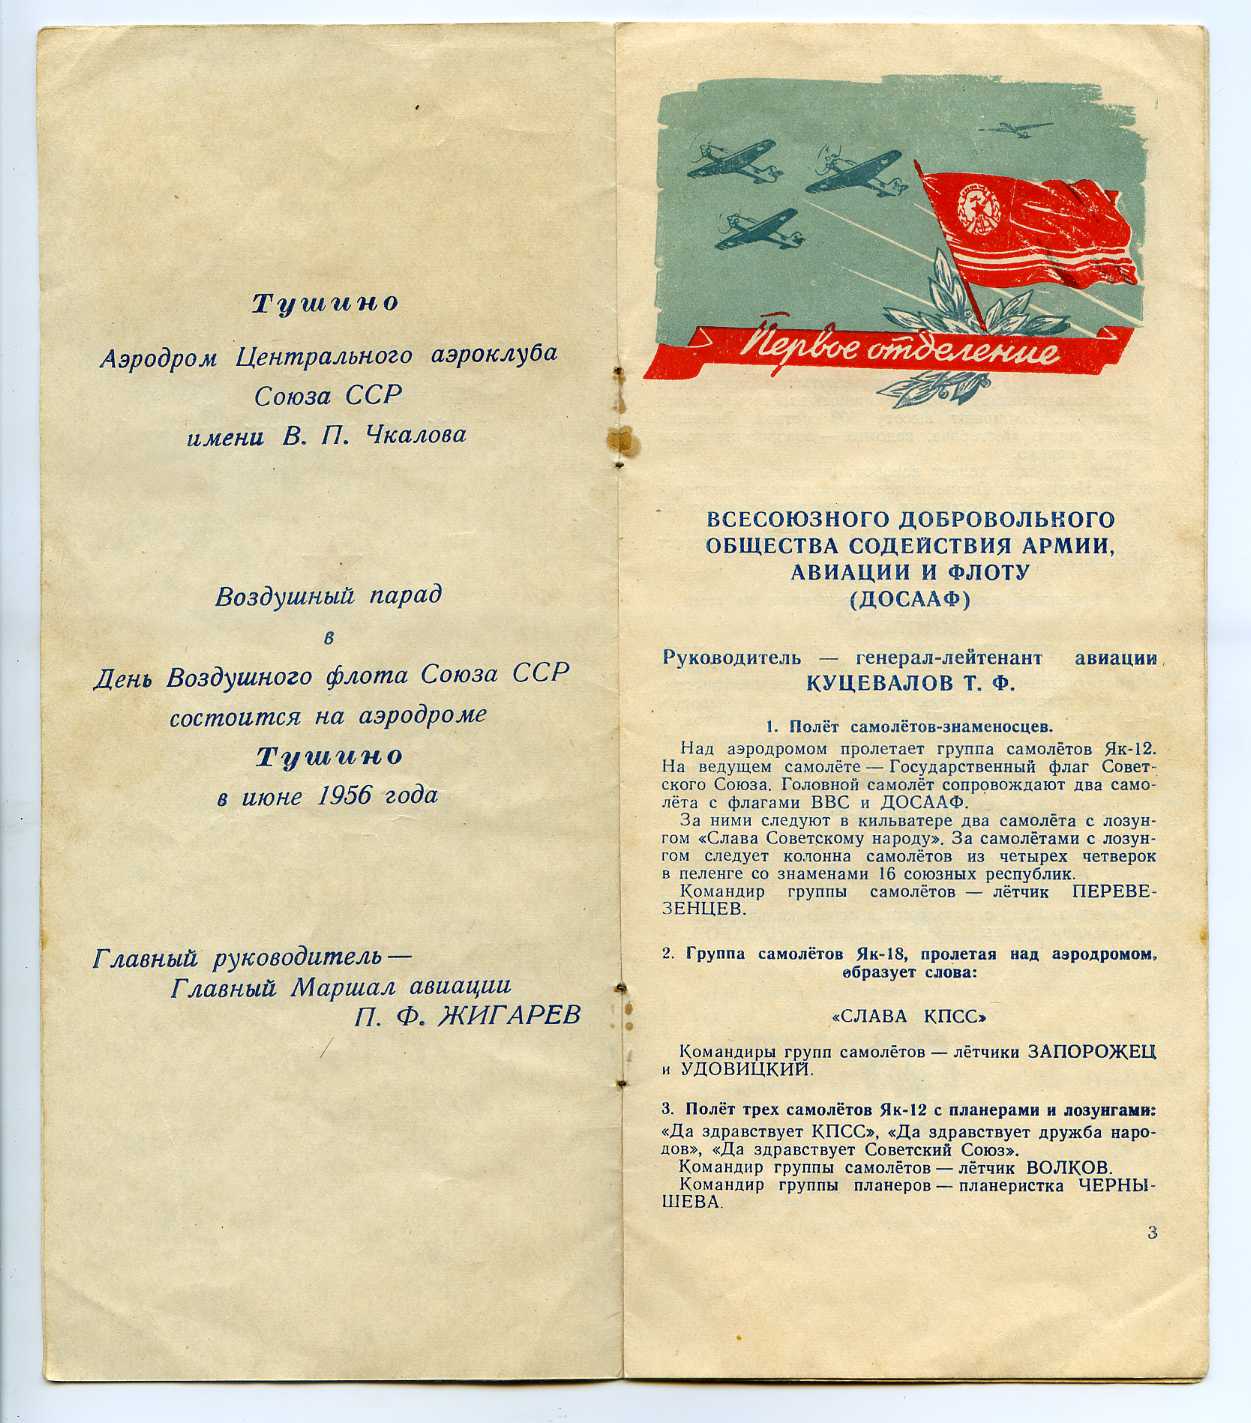 Тушино
Аэродром Центрального аэроклуба
Союза ССР
имени В. П. Чкалова
Воздушный парад
в
День Воздушного флота Союза ССР
состоится на аэродроме
Тушино
в июне 1956 года
Главный руководитель —
Главный Маршал авиации
П. Ф. ЖИГАРЕВ
Первое отделение
ВСЕСОЮЗНОГО ДОБРОВОЛЬНОГО
ОБЩЕСТВА СОДЕЙСТВИЯ АРМИИ,
АВИАЦИИ И ФЛОТУ
(ДОСААФ)
Руководитель — генерал-лейтенант авиации
КУЦЕВАЛОВ Т. Ф.
1. Полёт самолётов-знаменосцев.
Над аэродромом пролетает группа самолётов Як-12.
На ведущем самолёте — Государственный флаг Совет-
ского Союза. Головной самолёт сопровождают два само-
лёта с флагами ВВС и ДОСААФ.
За ними следуют в кильватере два самолёта с лозун-
гом «Слава Советскому народу». За самолётами с лозун-
гом следует колонна самолётов из четырех четверок
в пеленге со знаменами 16 союзных республик.
Командир группы самолётов — лётчик ПЕРЕВЕ-
ЗЕНЦЕВ.
2. Группа самолётов Як-18, пролетая над аэродромом,
образует слова:
«СЛАВА КПСС»
Командиры групп самолётов — лётчики ЗАПОРОЖЕЦ
и УДОВИЦКИЙ.
3. Полёт трех самолётов Як-12 с планерами и лозунгами:
«Да здравствует КПСС», «Да здравствует дружба наро-
дов», «Да здравствует Советский Союз».
Командир группы самолётов — лётчик ВОЛКОВ.
Командир группы планеров — планеристка ЧЕРНЫ-
ШЕВА.
3